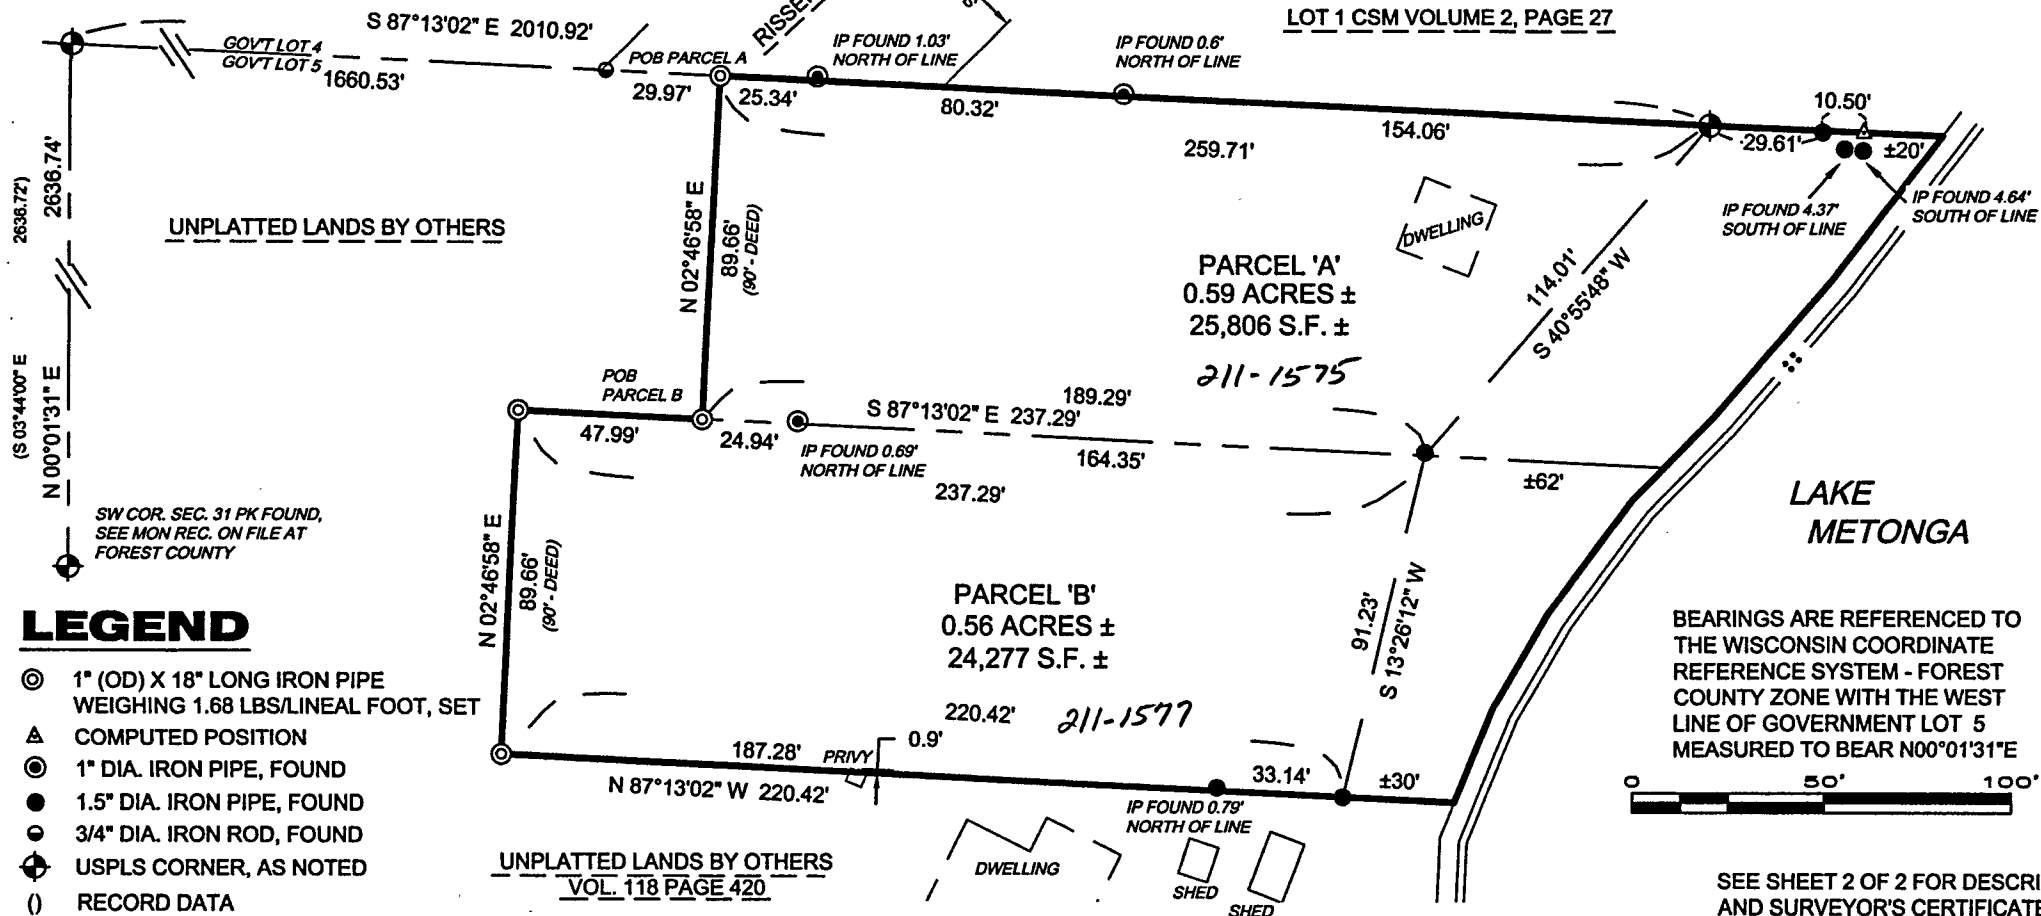 S 87°13'02" E 2010.92'
LOT 1 CSM VOLUME 2, PAGE 27
GOV'T LOT 4
GOV'T LOT 5
1660.53'
POB PARCEL A
29.97'
25.34'
IP FOUND 1.03'
NORTH OF LINE
80.32'
IP FOUND 0.6'
NORTH OF LINE
259.71'
154.06'
10.50'
29.61'
±20'
IP FOUND 4.37'
SOUTH OF LINE
IP FOUND 4.64'
SOUTH OF LINE
2636.74'
2636.72')
UNPLATTED LANDS BY OTHERS
N 02°46'58" E
89.66'
(90' - DEED)
DWELLING
PARCEL 'A'
0.59 ACRES ±
25,806 S.F. ±
211-1575
114.01'
S 40°55'48" W
(S 03°44'00" E
N 00°01'31" E
POB
PARCEL B
47.99'
24.94'
189.29'
S 87°13'02" E 237.29'
IP FOUND 0.69'
NORTH OF LINE
164.35'
237.29'
±62'
LAKE
METONGA
SW COR. SEC. 31 PK FOUND,
SEE MON REC. ON FILE AT
FOREST COUNTY
N 02°46'58" E
89.66'
(90' - DEED)
PARCEL 'B'
0.56 ACRES ±
24,277 S.F. ±
211-1577
91.23'
S 13°26'12" W
220.42'
187.28'
PRIVY
0.9'
N 87°13'02" W 220.42'
33.14'
±30'
IP FOUND 0.79'
NORTH OF LINE
DWELLING
SHED
SHED
UNPLATTED LANDS BY OTHERS
VOL. 118 PAGE 420
LEGEND
1" (OD) X 18" LONG IRON PIPE
WEIGHING 1.68 LBS/LINEAL FOOT, SET
COMPUTED POSITION
1" DIA. IRON PIPE, FOUND
1.5" DIA. IRON PIPE, FOUND
3/4" DIA. IRON ROD, FOUND
USPLS CORNER, AS NOTED
() RECORD DATA
BEARINGS ARE REFERENCED TO
THE WISCONSIN COORDINATE
REFERENCE SYSTEM - FOREST
COUNTY ZONE WITH THE WEST
LINE OF GOVERNMENT LOT 5
MEASURED TO BEAR N00°01'31"E
0 50' 100'
SEE SHEET 2 OF 2 FOR DESCRI
AND SURVEYOR'S CERTIFICATE